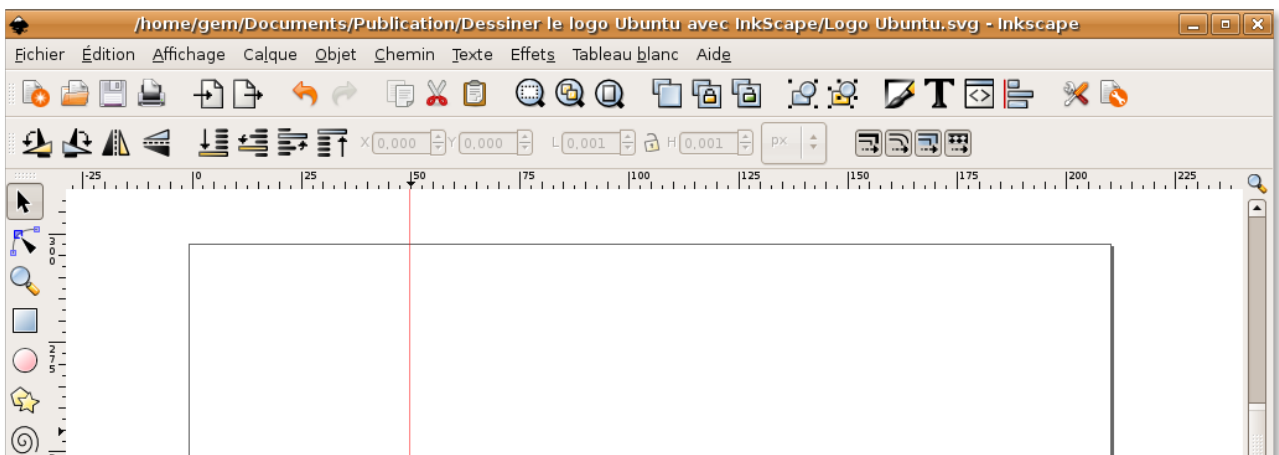 /home/gem/Documents/Publication/Dessiner le logo Ubuntu avec InkScape/Logo Ubuntu.svg - Inkscape
Fichier Édition Affichage Calque Objet Chemin Texte Effets Tableau blanc Aide
X 0,000 Y 0,000 L 0,001 H 0,001 px
-25 0 25 50 75 100 125 150 175 200 225
300
275